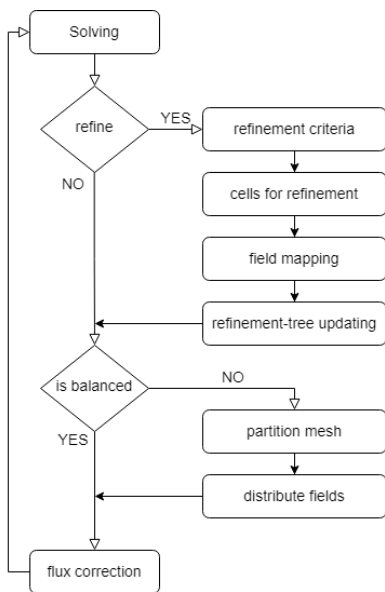 Solving
refine
YES
refinement criteria
NO
cells for refinement
field mapping
refinement-tree updating
is balanced
NO
YES
partition mesh
distribute fields
flux correction